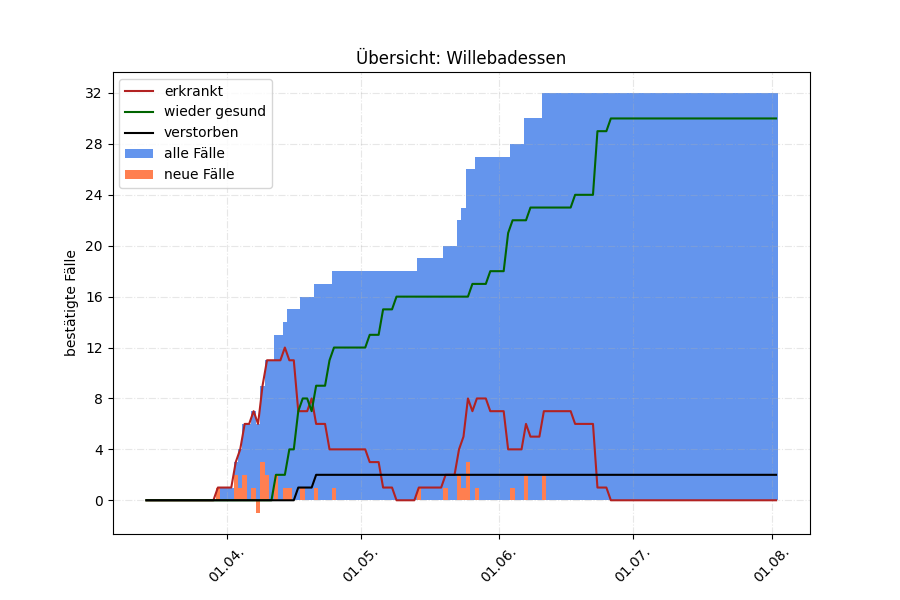 Übersicht: Willebadessen
erkrankt
wieder gesund
verstorben
alle Fälle
neue Fälle
bestätigte Fälle
32
28
24
20
16
12
8
4
0
01.04.
01.05.
01.06.
01.07.
01.08.